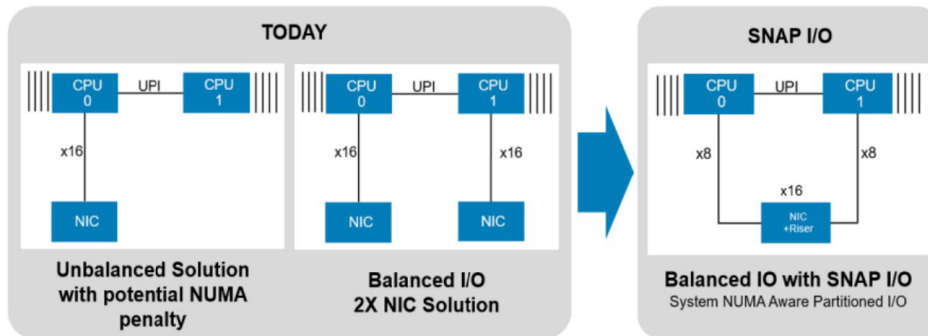 TODAY
CPU
0
UPI
CPU
1
x16
NIC
Unbalanced Solution
with potential NUMA
penalty
CPU
0
UPI
CPU
1
x16
x16
NIC
NIC
Balanced I/O
2X NIC Solution
SNAP I/O
CPU
0
UPI
CPU
1
x8
x8
x16
NIC
+Riser
Balanced IO with SNAP I/O
System NUMA Aware Partitioned I/O